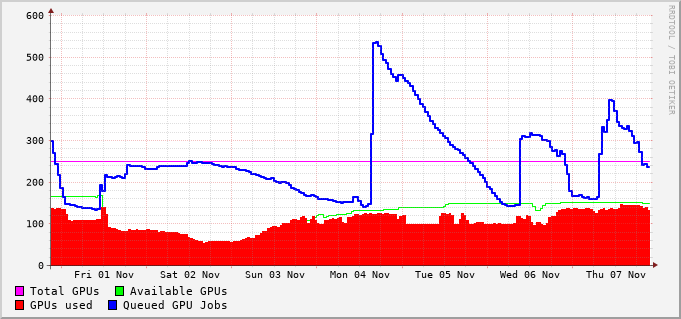 600
500
400
300
200
100
0
Fri 01 Nov Sat 02 Nov Sun 03 Nov Mon 04 Nov Tue 05 Nov Wed 06 Nov Thu 07 Nov
Total GPUs Available GPUs
GPUs used Queued GPU Jobs
RRDTOOL / TOBI OETIKER